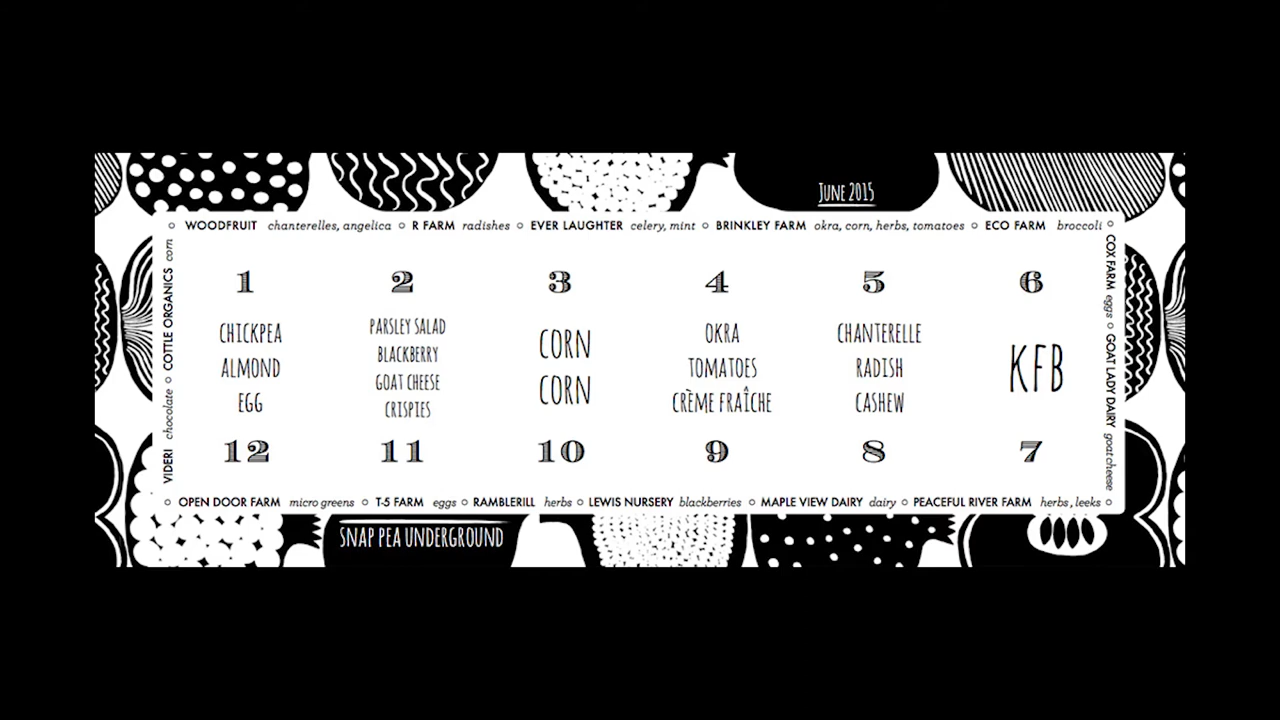 June 2015
WOODFRUIT chanterelles, angelica ○ R FARM radishes ○ EVER LAUGHTER celery, mint ○ BRINKLEY FARM okra, corn, herbs, tomatoes ○ ECO FARM broccoli
COX FARM eggs ○ GOAT LADY DAIRY goat cheese
VIDERI chocolate ○ COTTLE ORGANICS corn
1 2 3 4 5 6
CHICKPEA
ALMOND
EGG
PARSLEY SALAD
BLACKBERRY
GOAT CHEESE
CRISPIES
CORN
CORN
OKRA
TOMATOES
CRÈME FRAÎCHE
CHANTERELLE
RADISH
CASHEW
KFB
12 11 10 9 8 7
OPEN DOOR FARM micro greens ○ T-5 FARM eggs ○ RAMBLERILL herbs ○ LEWIS NURSERY blackberries ○ MAPLE VIEW DAIRY dairy ○ PEACEFUL RIVER FARM herbs, leeks
SNAP PEA UNDERGROUND